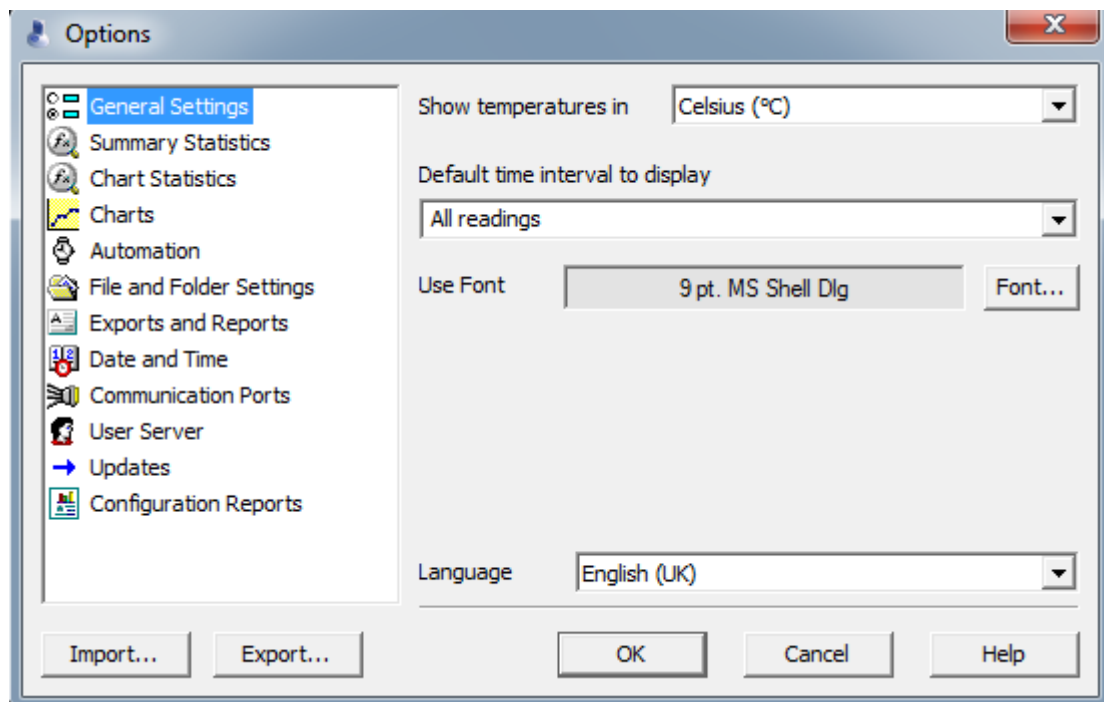 Options
General Settings
Summary Statistics
Chart Statistics
Charts
Automation
File and Folder Settings
Exports and Reports
Date and Time
Communication Ports
User Server
Updates
Configuration Reports
Show temperatures in Celsius (ºC)
Default time interval to display
All readings
Use Font 9 pt. MS Shell Dlg Font...
Language English (UK)
Import... Export... OK Cancel Help